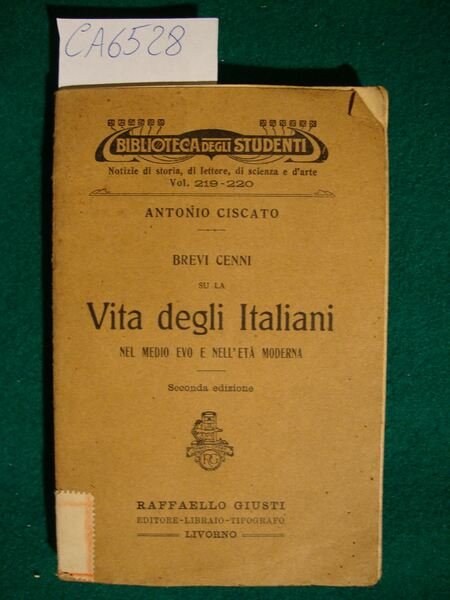 CA6528
BIBLIOTECA DEGLI STUDENTI
Notizie di storia, di lettere, di scienza e d'arte
Vol. 219-220
ANTONIO CISCATO
BREVI CENNI
SU LA
Vita degli Italiani
NEL MEDIO EVO E NELL'ETÀ MODERNA
Seconda edizione
RG
RAFFAELLO GIUSTI
EDITORE-LIBRAIO-TIPOGRAFO
LIVORNO